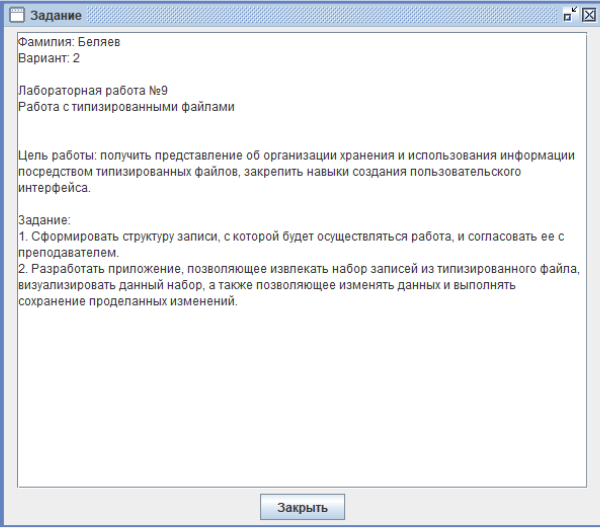 Задание
Фамилия: Беляев
Вариант: 2
Лабораторная работа №9
Работа с типизированными файлами
Цель работы: получить представление об организации хранения и использования информации
посредством типизированных файлов, закрепить навыки создания пользовательского
интерфейса.
Задание:
1. Сформировать структуру записи, с которой будет осуществляться работа, и согласовать ее с
преподавателем.
2. Разработать приложение, позволяющее извлекать набор записей из типизированного файла,
визуализировать данный набор, а также позволяющее изменять данных и выполнять
сохранение проделанных изменений.
Закрыть